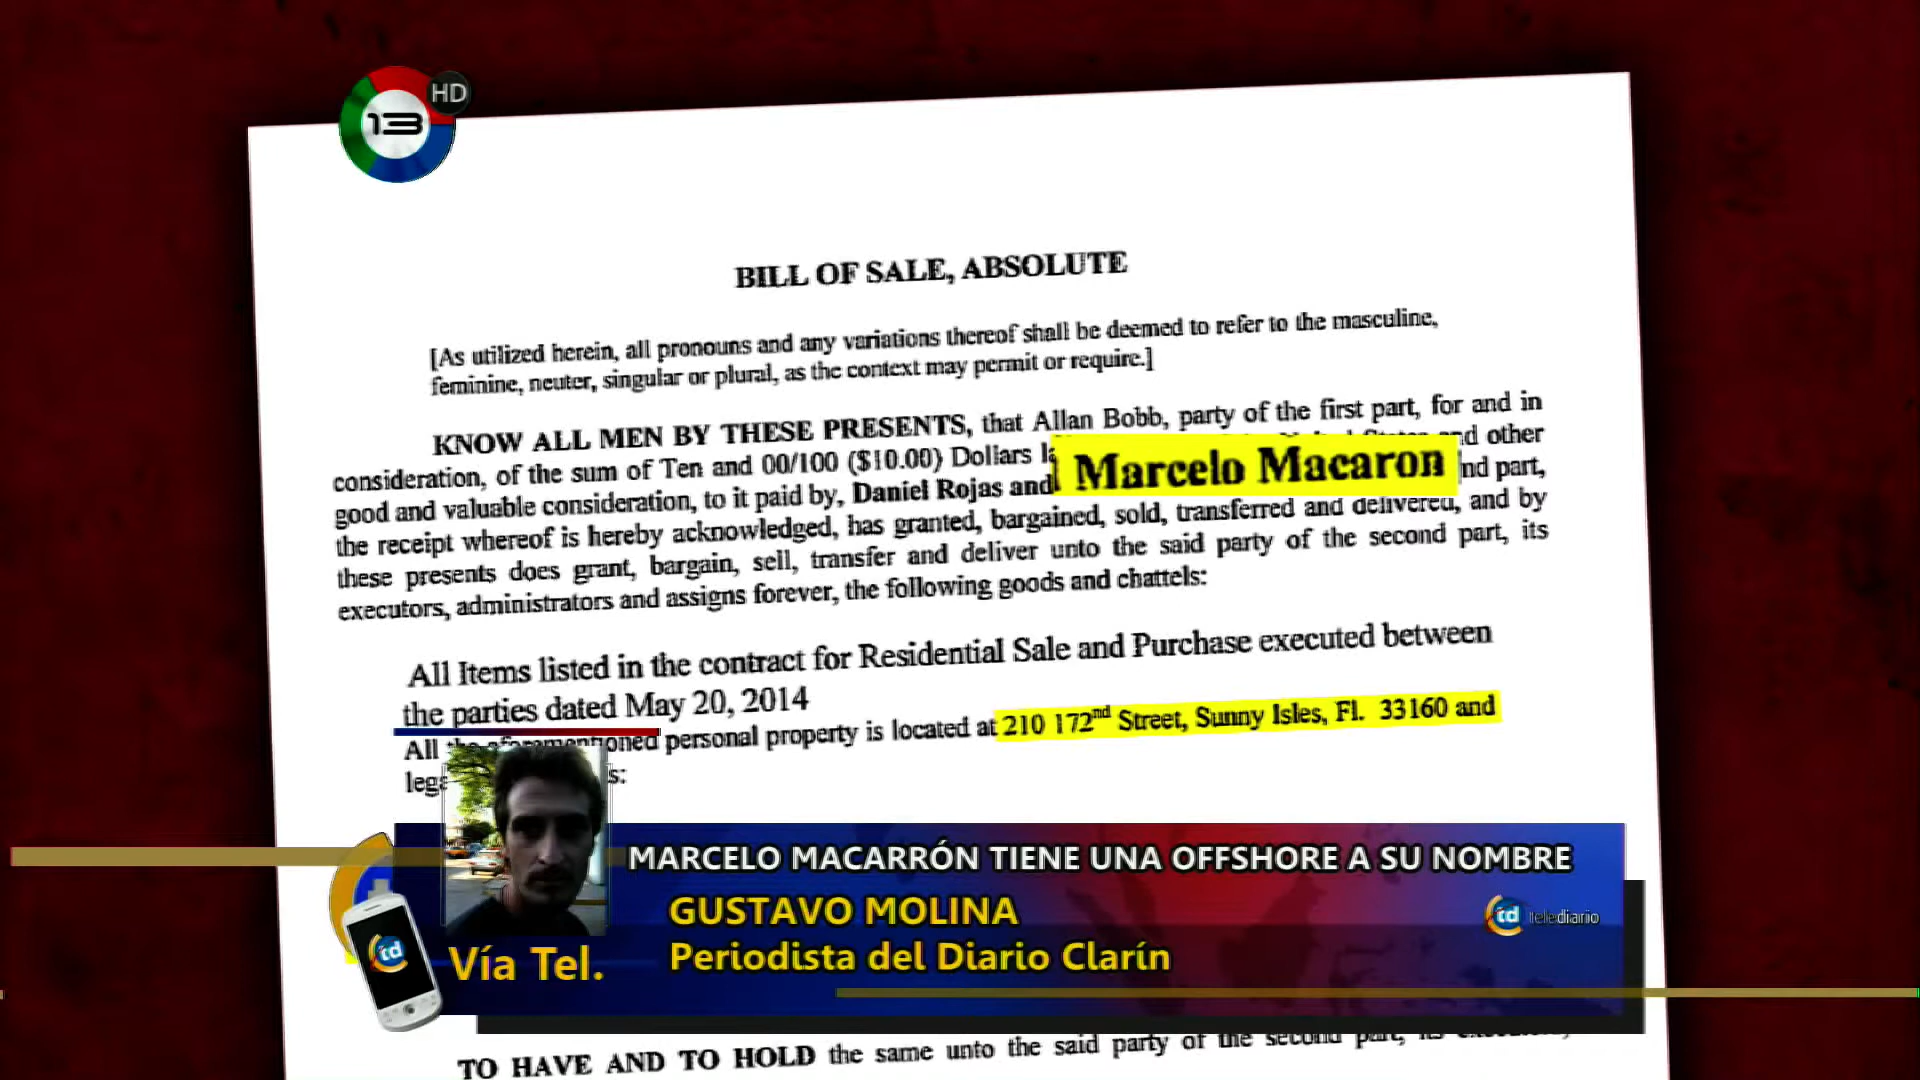 13 HD
BILL OF SALE, ABSOLUTE
[As utilized herein, all pronouns and any variations thereof shall be deemed to refer to the masculine,
feminine, neuter, singular or plural, as the context may permit or require.]
KNOW ALL MEN BY THESE PRESENTS, that Allan Bobb, party of the first part, for and in
consideration, of the sum of Ten and 00/100 ($10.00) Dollars and other
good and valuable consideration, to it paid by, Daniel Rojas and Marcelo Macaron part,
the receipt whereof is hereby acknowledged, has granted, bargained, sold, transferred and delivered, and by
these presents does grant, bargain, sell, transfer and deliver unto the said party of the second part, its
executors, administrators and assigns forever, the following goods and chattels:
All Items listed in the contract for Residential Sale and Purchase executed between
the parties dated May 20, 2014
All the aforementioned personal property is located at 210 172nd Street, Sunny Isles, Fl. 33160 and
MARCELO MACARRÓN TIENE UNA OFFSHORE A SU NOMBRE
GUSTAVO MOLINA
Periodista del Diario Clarín
Vía Tel.
td
td telediario
TO HAVE AND TO HOLD the same unto the said party of the second part, its